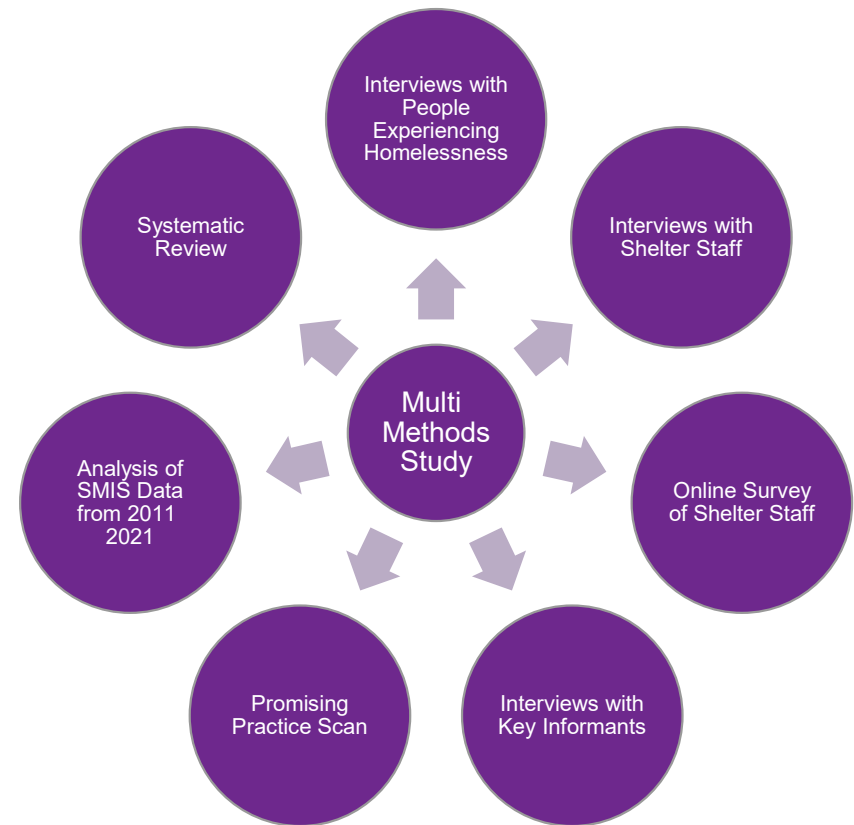 Interviews with
People
Experiencing
Homelessness
Systematic
Review
Interviews with
Shelter Staff
Multi
Methods
Study
Analysis of
SMIS Data
from 2011
2021
Online Survey
of Shelter Staff
Promising
Practice Scan
Interviews with
Key Informants